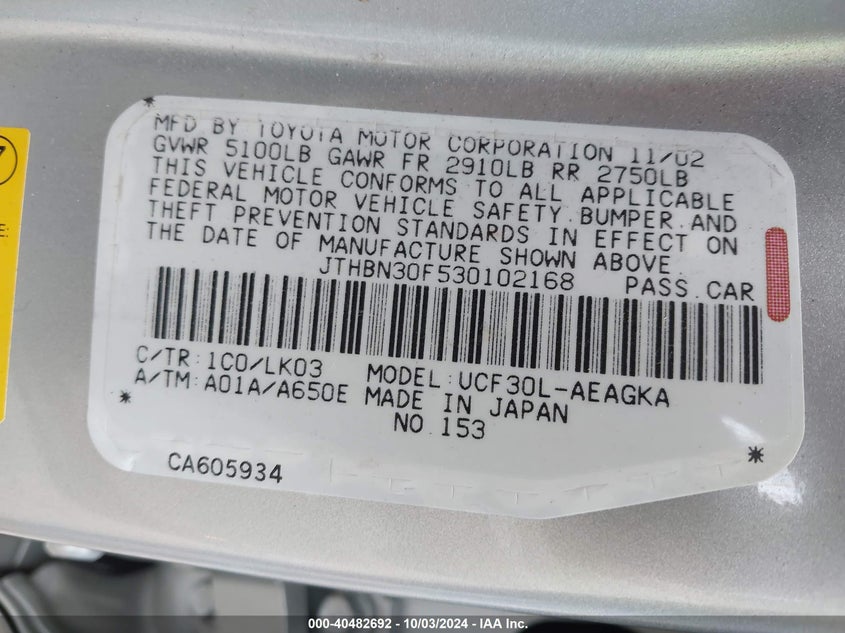 MFD BY TOYOTA MOTOR CORPORATION 11/02
GVWR 5100LB GAWR FR 2910LB RR 2750LB
THIS VEHICLE CONFORMS TO ALL APPLICABLE
FEDERAL MOTOR VEHICLE SAFETY, BUMPER, AND
THEFT PREVENTION STANDARDS IN EFFECT ON
THE DATE OF MANUFACTURE SHOWN ABOVE.
JTHBN30F530102168 PASS.CAR
C/TR:1C0/LK03 MODEL:UCF30L-AEAGKA
A/TM:A01A/A650E MADE IN JAPAN
NO.153
CA605934
7
E:
000-40482692 - 10/03/2024 - IAA Inc.